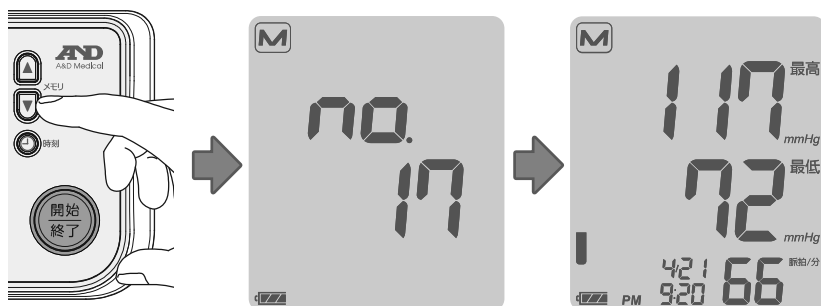 AND
A&D Medical
メモリ
時刻
開始
終了
M
no.
17
M
117
最高
mmHg
72
最低
mmHg
4/21
PM 9:20
66
脈拍/分